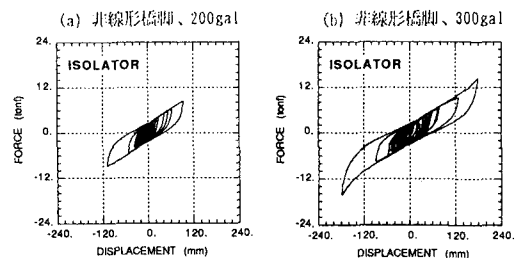 (a) 非線形橋脚、200gal
(b) 非線形橋脚、300gal
ISOLATOR
ISOLATOR
FORCE (tonf)
24.
12.
0.
-12.
-24.
-240.
-120.
0.
120.
240.
DISPLACEMENT (mm)
FORCE (tonf)
24.
12.
0.
-12.
-24.
-240.
-120.
0.
120.
240.
DISPLACEMENT (mm)